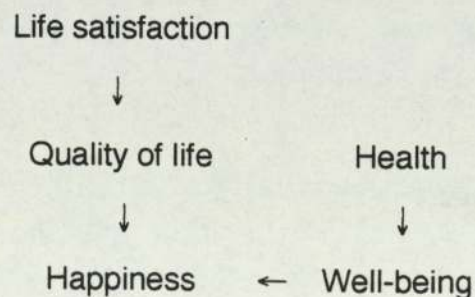 Life satisfaction
↓
Quality of life Health
↓ ↓
Happiness ← Well-being